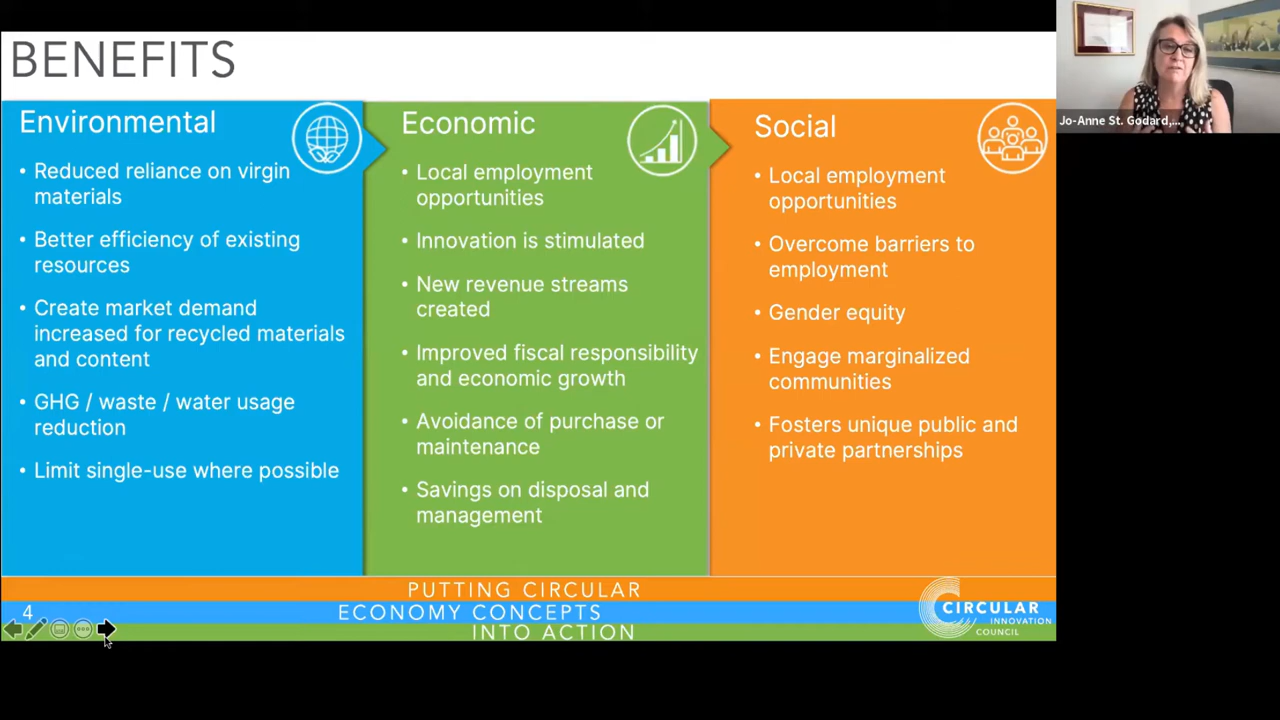 BENEFITS
Environmental
• Reduced reliance on virgin
materials
• Better efficiency of existing
resources
• Create market demand
increased for recycled materials
and content
• GHG / waste / water usage
reduction
• Limit single-use where possible
Economic
• Local employment
opportunities
• Innovation is stimulated
• New revenue streams
created
• Improved fiscal responsibility
and economic growth
• Avoidance of purchase or
maintenance
• Savings on disposal and
management
Social
• Local employment
opportunities
• Overcome barriers to
employment
• Gender equity
• Engage marginalized
communities
• Fosters unique public and
private partnerships
PUTTING CIRCULAR
ECONOMY CONCEPTS
INTO ACTION
4
CIRCULAR
INNOVATION
COUNCIL
Jo-Anne St. Godard,...